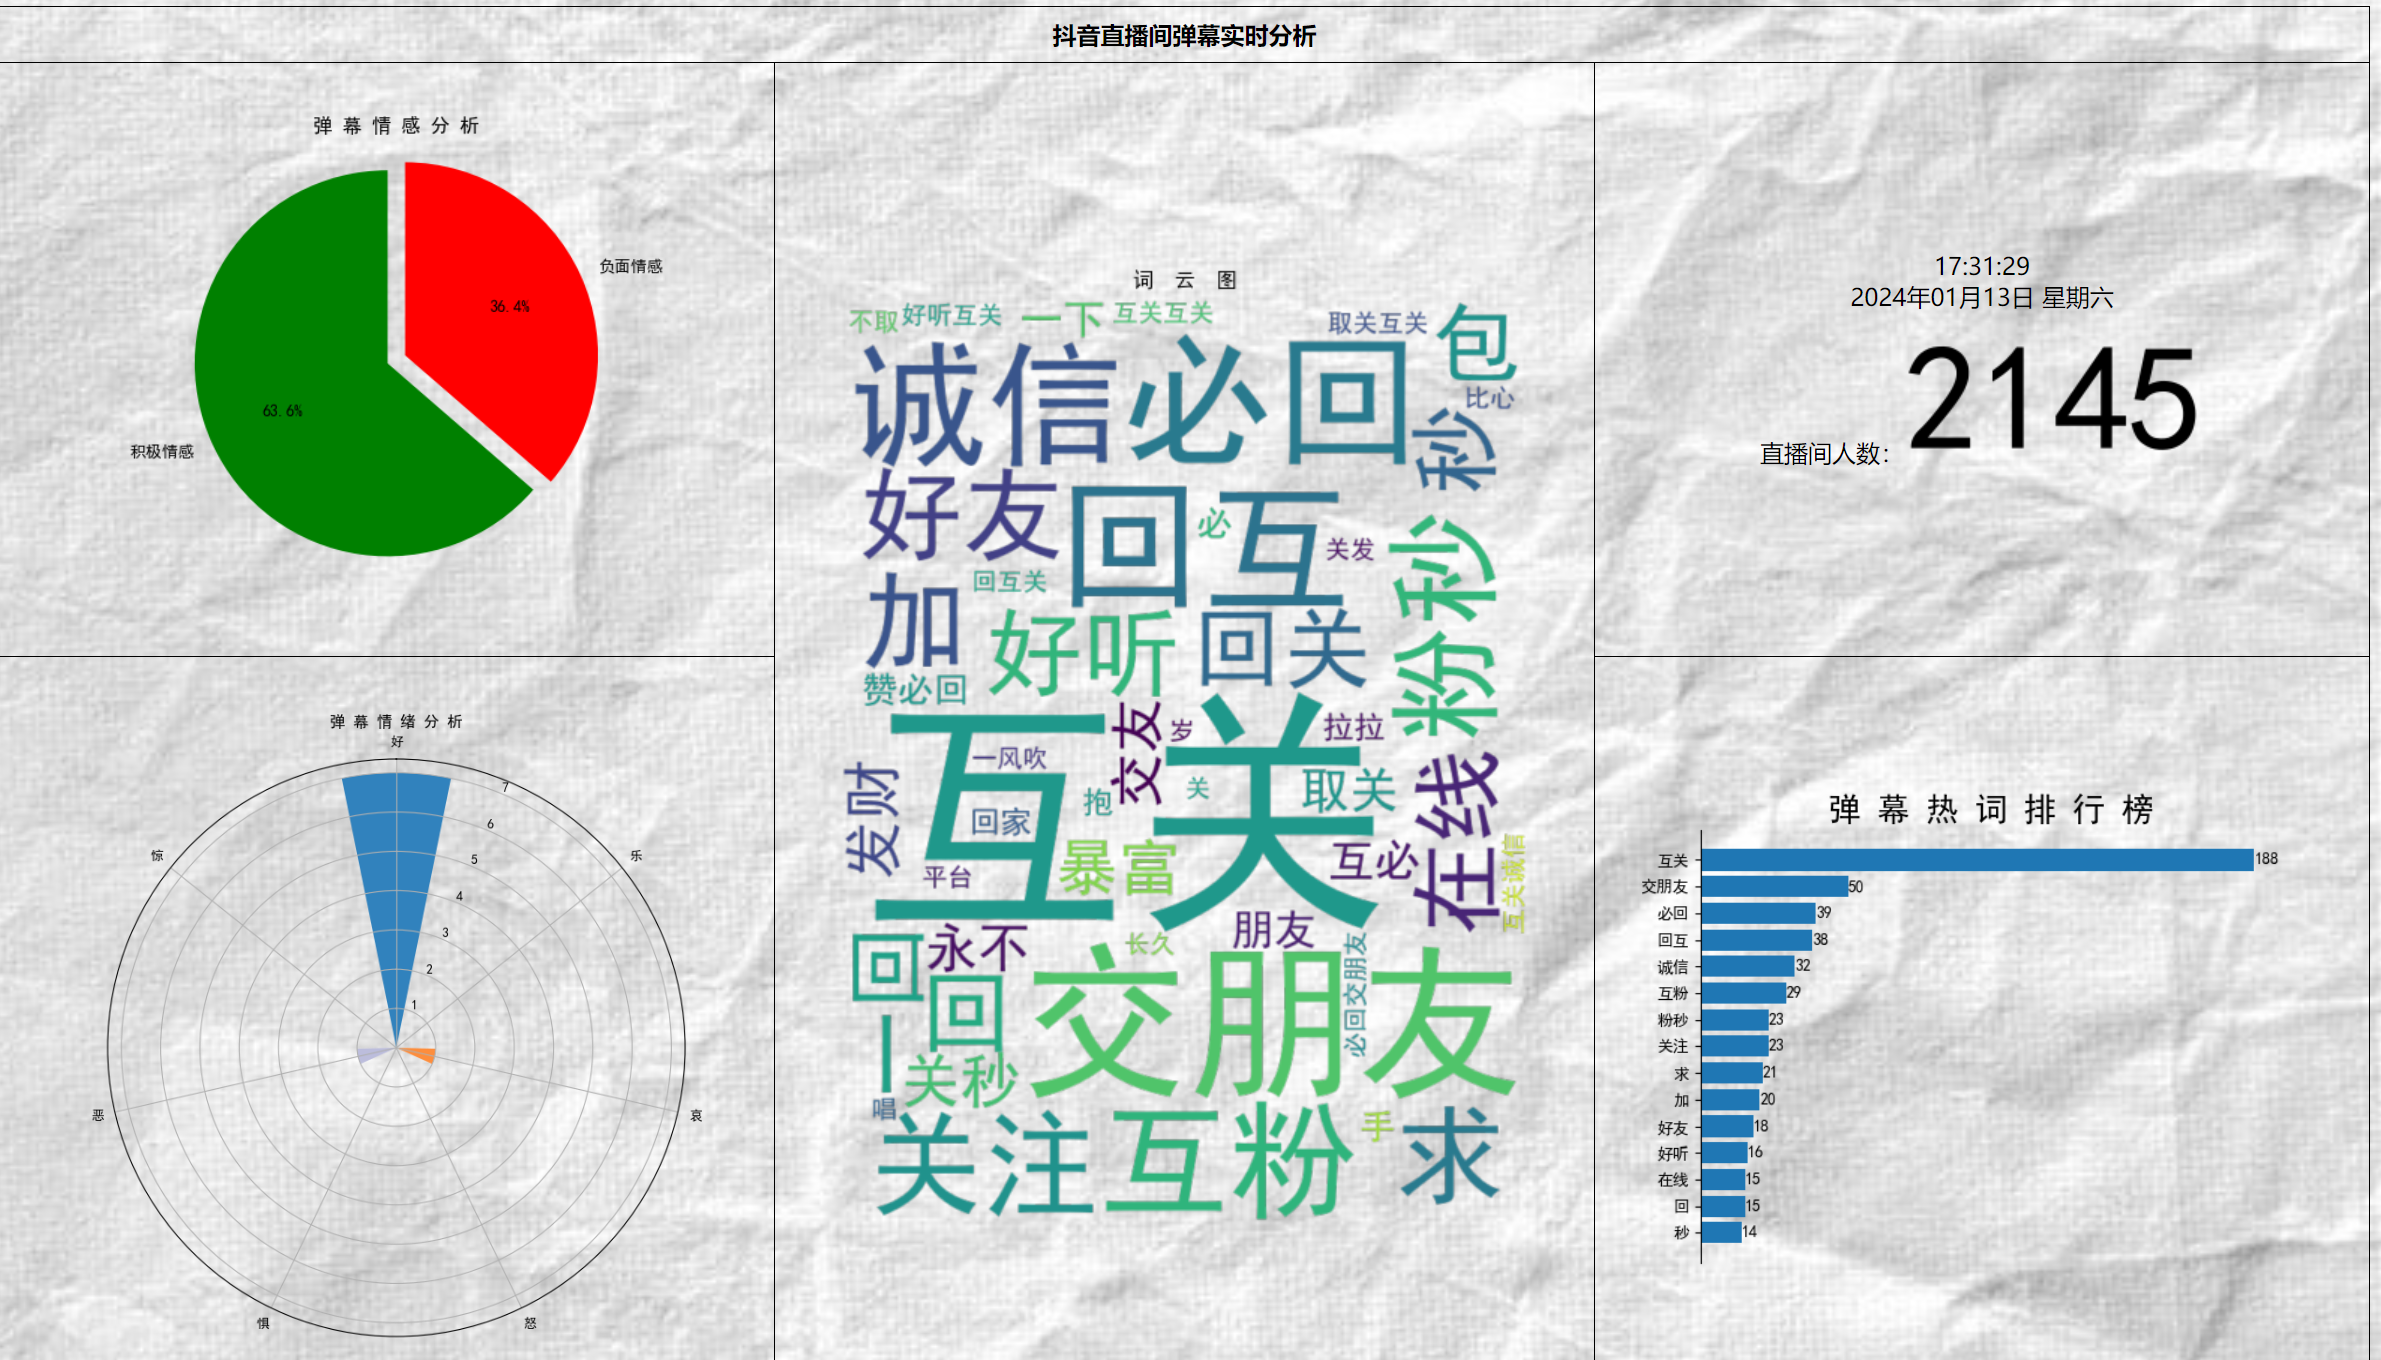 抖音直播间弹幕实时分析
弹 幕 情 感 分 析
负面情感
36.4%
63.6%
积极情感
弹 幕 情 绪 分 析
好
乐
哀
怒
惧
恶
惊
7
6
5
4
3
2
1
词 云 图
不取
好听互关
一下
互关互关
取关互关
包
诚信
必回
比心
秒
好友
回互
必
关发
粉秒
加
回互关
好听
回关
赞必回
互关
交友
岁
拉拉
一风吹
发财
抱
关
取关
在线
回家
平台
暴富
互必
互关诚信
回
永不
长久
朋友
必回交朋友
回
交朋友
一
关秒
唱
关注
互粉
手
求
17:31:29
2024年01月13日 星期六
直播间人数：2145
弹 幕 热 词 排 行 榜
互关 188
交朋友 50
必回 39
回互 38
诚信 32
互粉 29
粉秒 23
关注 23
求 21
加 20
好友 18
好听 16
在线 15
回 15
秒 14